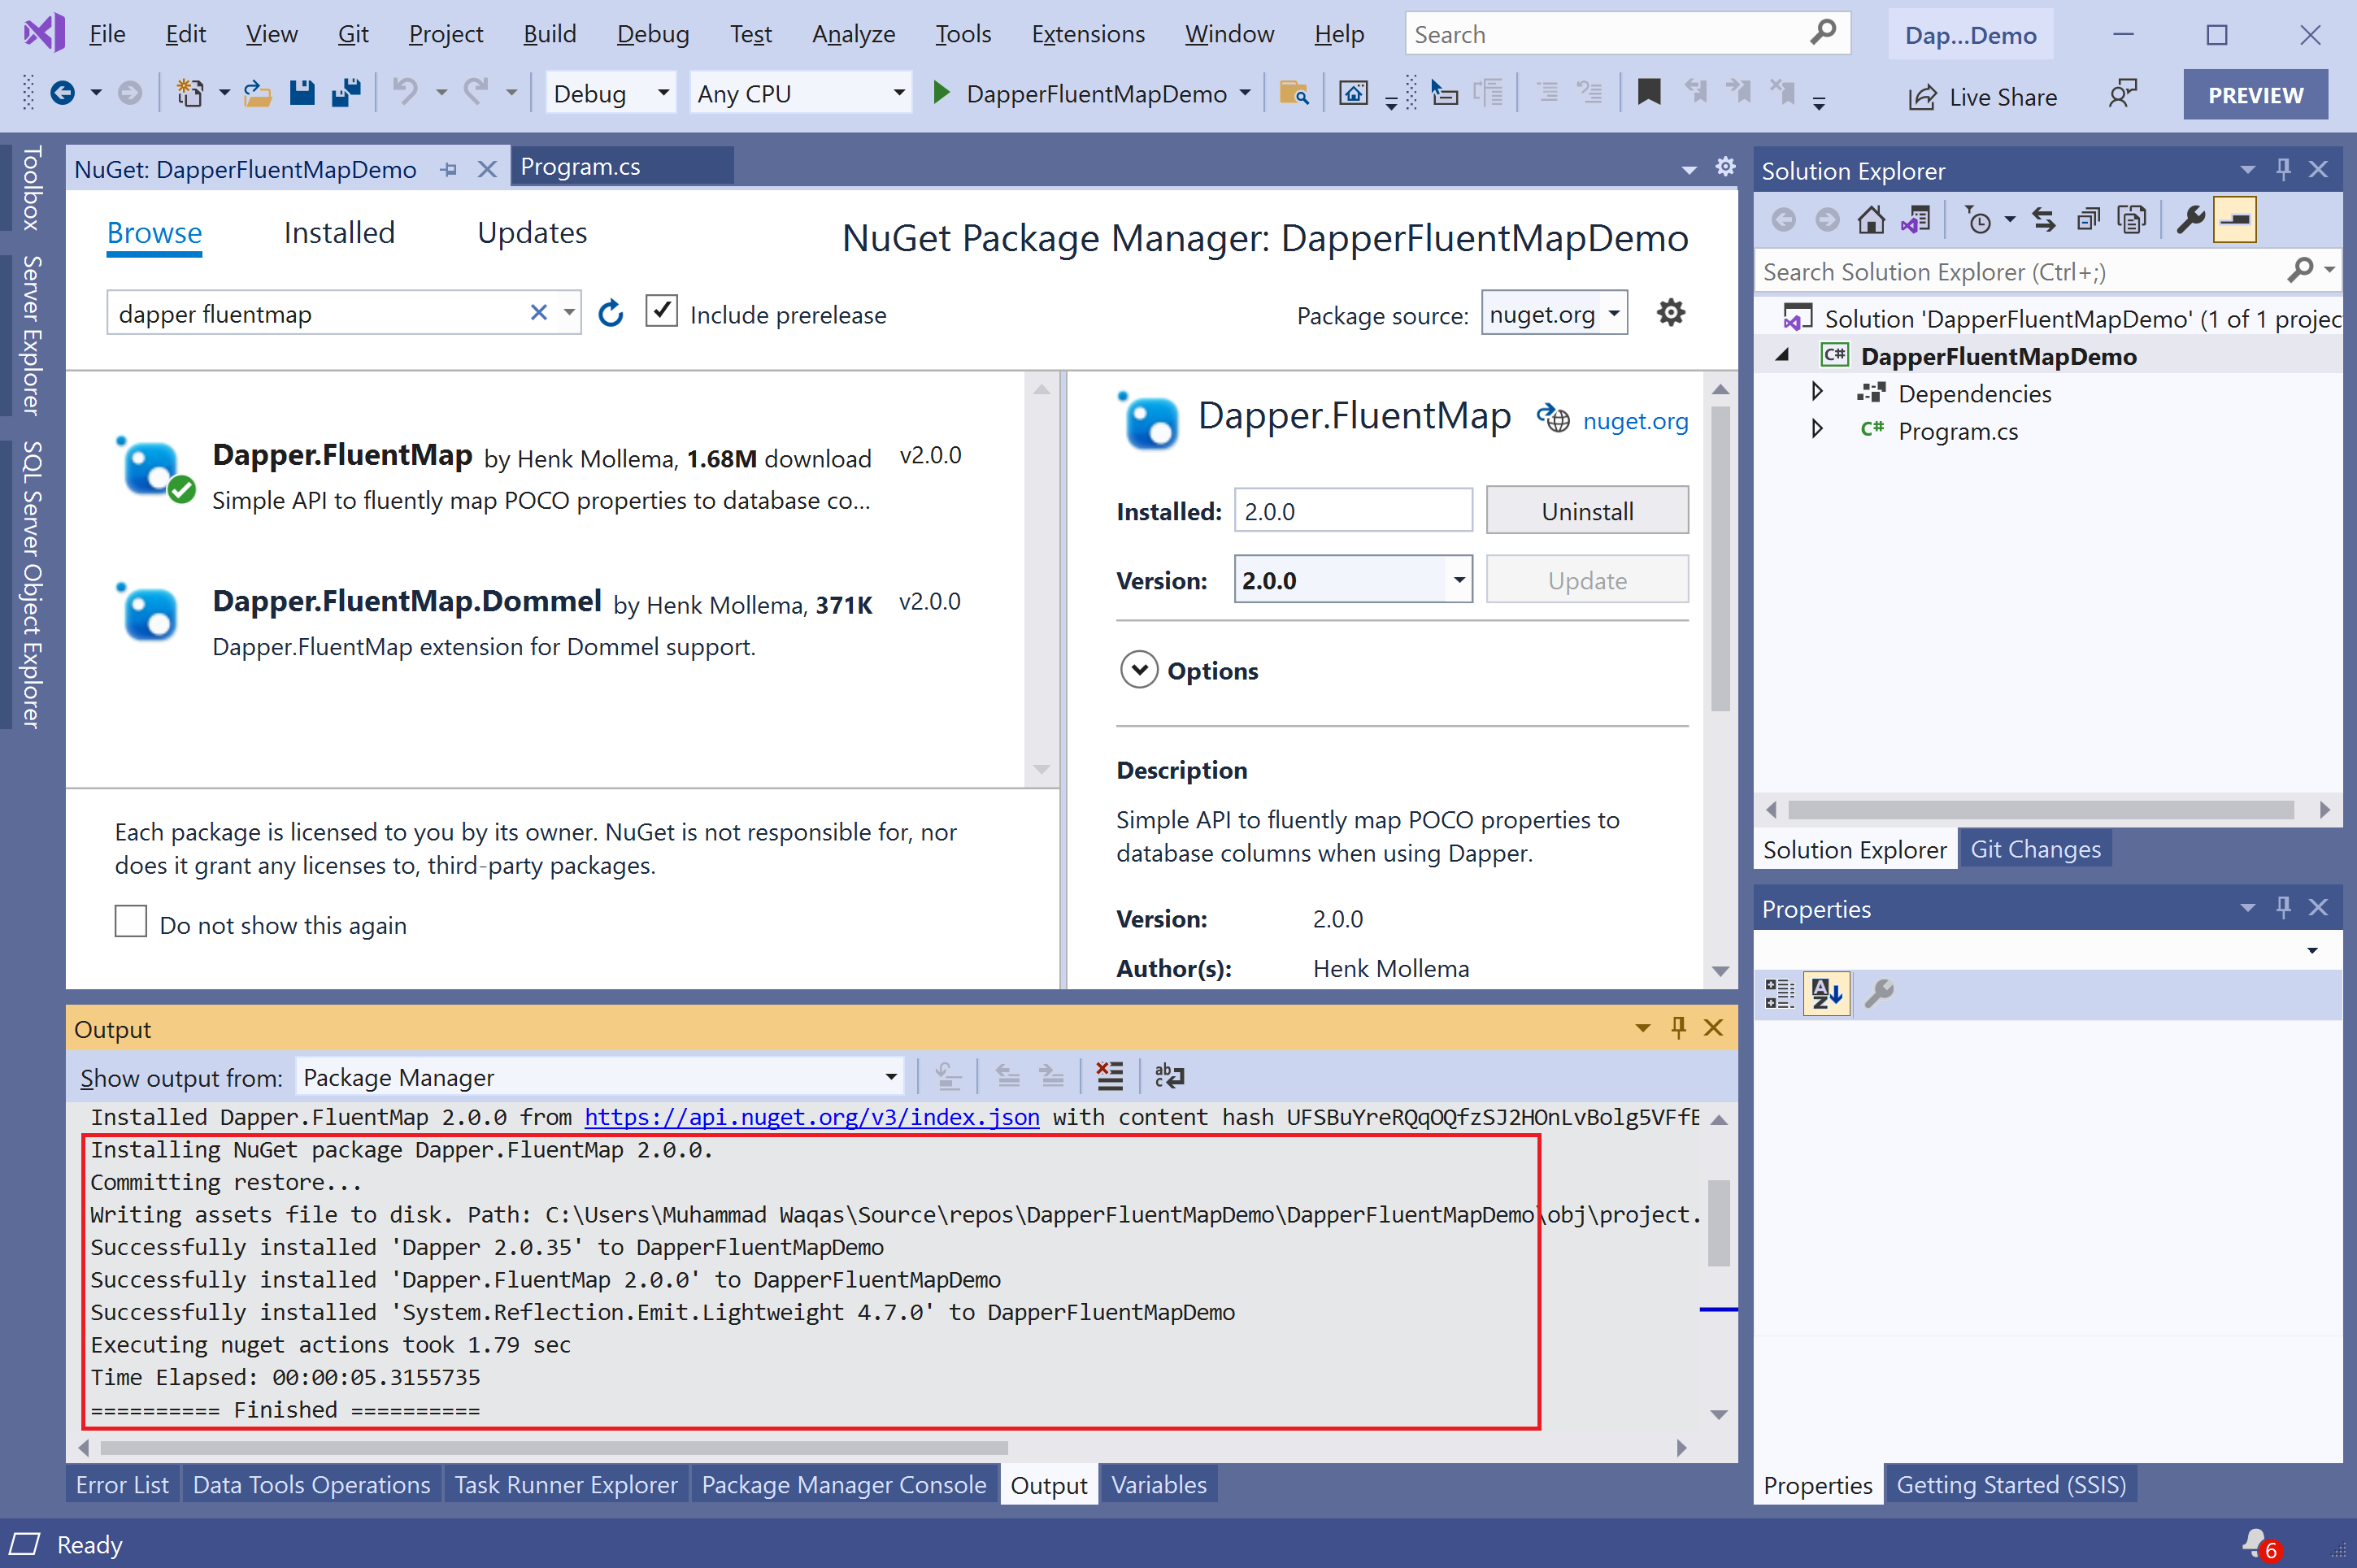 File Edit View Git Project Build Debug Test Analyze Tools Extensions Window Help Search Dap...Demo
Debug Any CPU DapperFluentMapDemo Live Share PREVIEW
Toolbox
Server Explorer
SQL Server Object Explorer
NuGet: DapperFluentMapDemo Program.cs
Browse Installed Updates NuGet Package Manager: DapperFluentMapDemo
dapper fluentmap Include prerelease Package source: nuget.org
Dapper.FluentMap by Henk Mollema, 1.68M download v2.0.0
Simple API to fluently map POCO properties to database co...
Dapper.FluentMap.Dommel by Henk Mollema, 371K v2.0.0
Dapper.FluentMap extension for Dommel support.
Each package is licensed to you by its owner. NuGet is not responsible for, nor
does it grant any licenses to, third-party packages.
Do not show this again
Dapper.FluentMap nuget.org
Installed: 2.0.0 Uninstall
Version: 2.0.0 Update
Options
Description
Simple API to fluently map POCO properties to
database columns when using Dapper.
Version: 2.0.0
Author(s): Henk Mollema
Output
Show output from: Package Manager
Installed Dapper.FluentMap 2.0.0 from https://api.nuget.org/v3/index.json with content hash
Installing NuGet package Dapper.FluentMap 2.0.0.
Committing restore...
Writing assets file to disk. Path: C:\Users\Muhammad Waqas\Source\repos\DapperFluentMapDemo\DapperFluentMapDemo\obj\project.
Successfully installed 'Dapper 2.0.35' to DapperFluentMapDemo
Successfully installed 'Dapper.FluentMap 2.0.0' to DapperFluentMapDemo
Successfully installed 'System.Reflection.Emit.Lightweight 4.7.0' to DapperFluentMapDemo
Executing nuget actions took 1.79 sec
Time Elapsed: 00:00:05.3155735
========== Finished ==========
Error List Data Tools Operations Task Runner Explorer Package Manager Console Output Variables
Solution Explorer
Search Solution Explorer (Ctrl+;)
Solution 'DapperFluentMapDemo' (1 of 1 projec
C# DapperFluentMapDemo
Dependencies
C# Program.cs
Solution Explorer Git Changes
Properties
Properties Getting Started (SSIS)
Ready 6